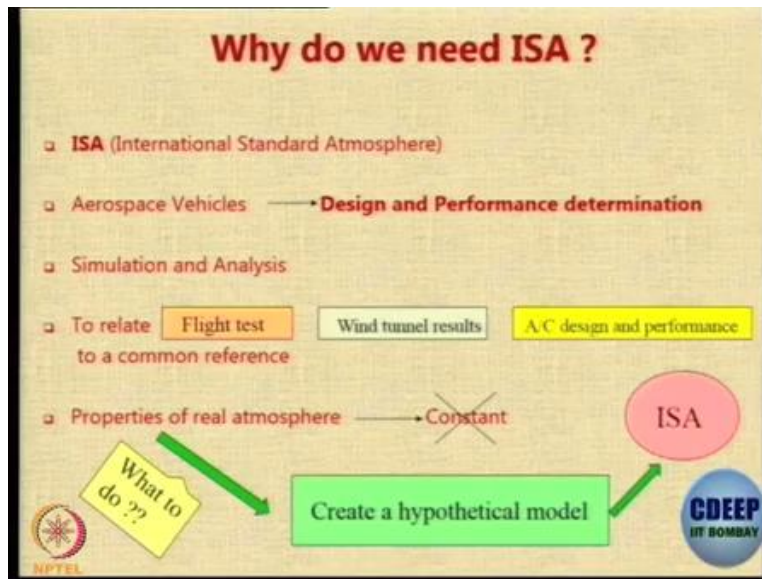 Why do we need ISA ?
ISA (International Standard Atmosphere)
Aerospace Vehicles Design and Performance determination
Simulation and Analysis
To relate Flight test Wind tunnel results A/C design and performance
to a common reference
Properties of real atmosphere Constant
ISA
What to
do ??
Create a hypothetical model
CDEEP
IIT BOMBAY
NPTEL